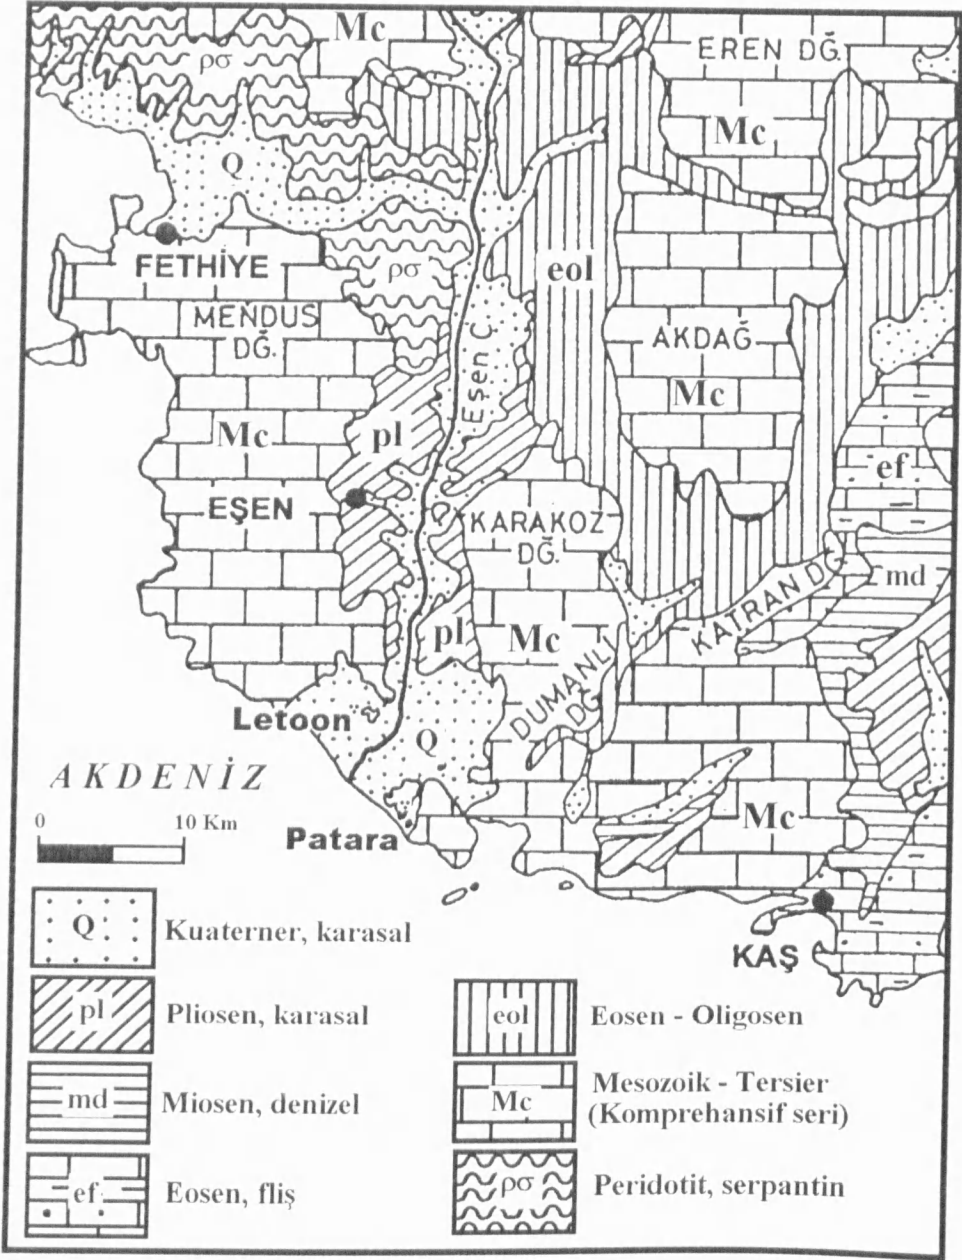 Mc
EREN DĞ.
ρσ
Mc
Q
FETHİYE
ρσ
eol
MENDUS
DĞ.
Eşen Ç.
AKDAĞ
Mc
Mc
pl
ef
EŞEN
Q
KARAKOZ
DĞ.
md
KATRAN DĞ.
pl
Mc
DUMANLI
DĞ.
Letoon
Q
AKDENİZ
0 10 Km
Mc
Patara
KAŞ
Q Kuaterner, karasal
pl Pliosen, karasal
md Miosen, denizel
ef Eosen, fliş
eol Eosen - Oligosen
Mc Mesozoik - Tersier
(Komprehansif seri)
ρσ Peridotit, serpantin